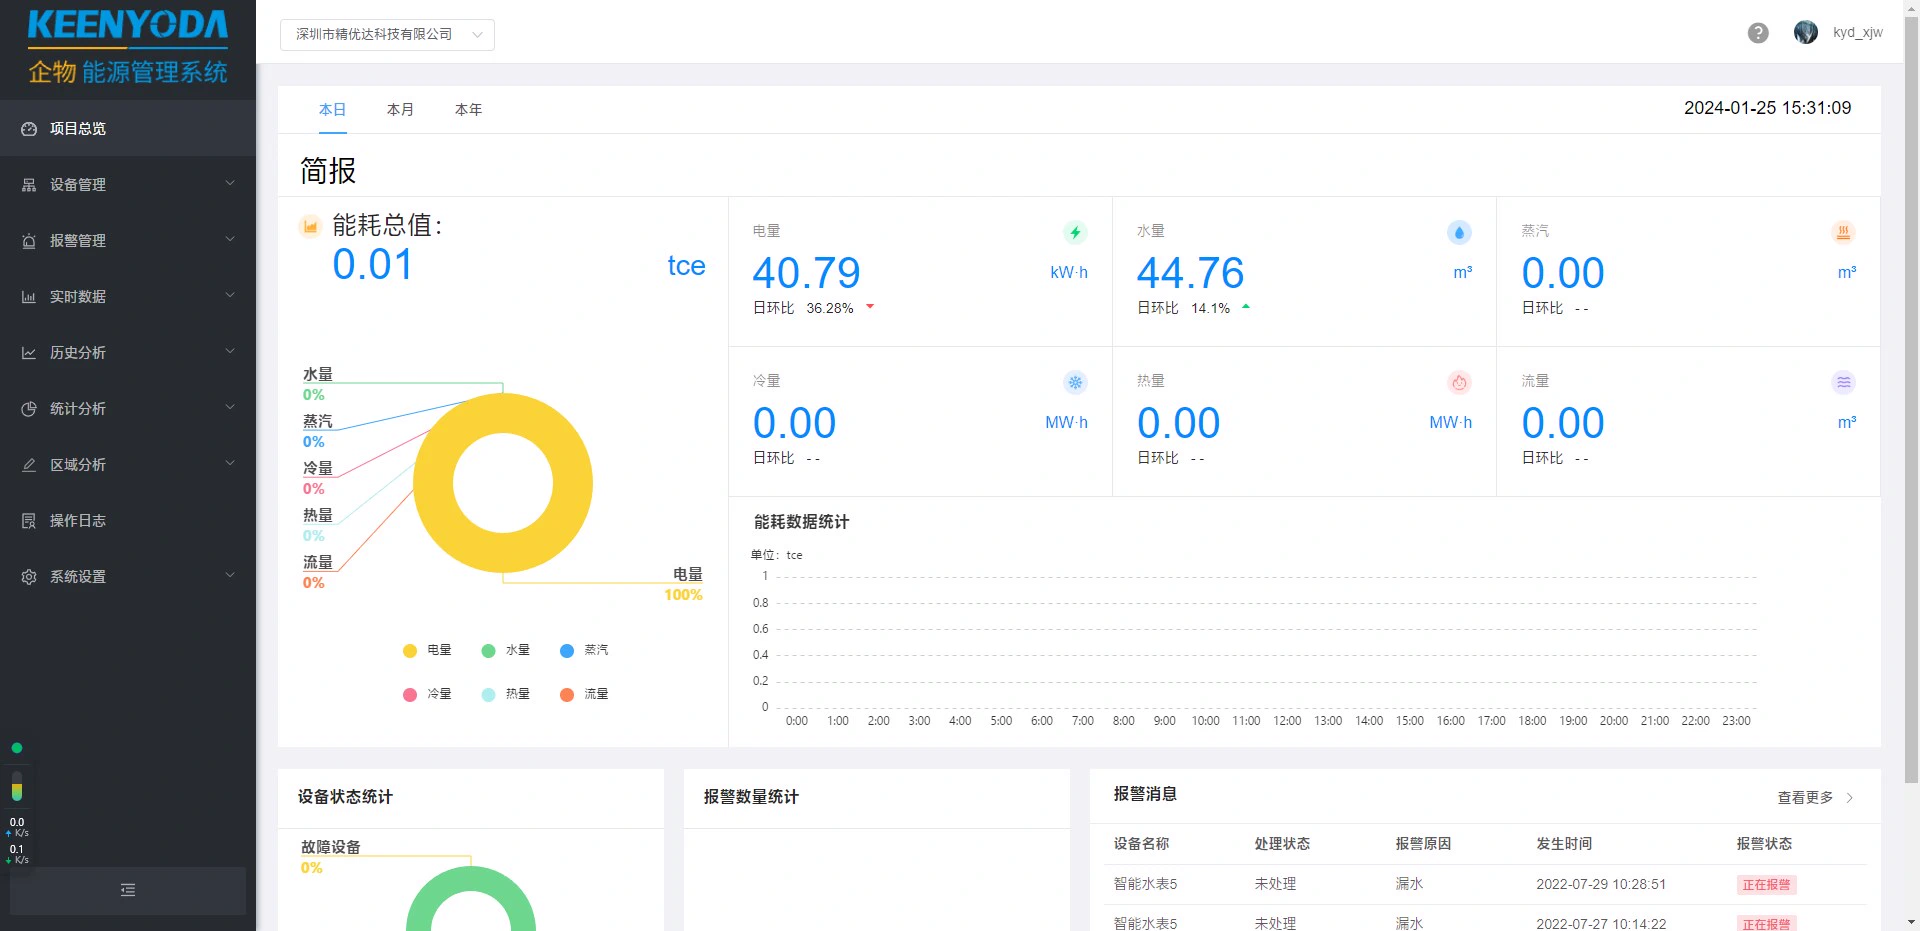 KEENYODA
企物 能源管理系统
项目总览
设备管理
报警管理
实时数据
历史分析
统计分析
区域分析
操作日志
系统设置
0.0
K/s
0.1
K/s
深圳市精优达科技有限公司
?
kyd_xjw
本日 本月 本年
2024-01-25 15:31:09
简报
能耗总值：
0.01 tce
电量
40.79 kW·h
日环比 36.28%
水量
44.76 m³
日环比 14.1%
蒸汽
0.00 m³
日环比 - -
冷量
0.00 MW·h
日环比 - -
热量
0.00 MW·h
日环比 - -
流量
0.00 m³
日环比 - -
水量
0%
蒸汽
0%
冷量
0%
热量
0%
流量
0%
电量
100%
电量 水量 蒸汽
冷量 热量 流量
能耗数据统计
单位：tce
1
0.8
0.6
0.4
0.2
0
0:00 1:00 2:00 3:00 4:00 5:00 6:00 7:00 8:00 9:00 10:00 11:00 12:00 13:00 14:00 15:00 16:00 17:00 18:00 19:00 20:00 21:00 22:00 23:00
设备状态统计
故障设备
0%
报警数量统计
报警消息
查看更多
设备名称 处理状态 报警原因 发生时间 报警状态
智能水表5 未处理 漏水 2022-07-29 10:28:51 正在报警
智能水表5 未处理 漏水 2022-07-27 10:14:22 正在报警